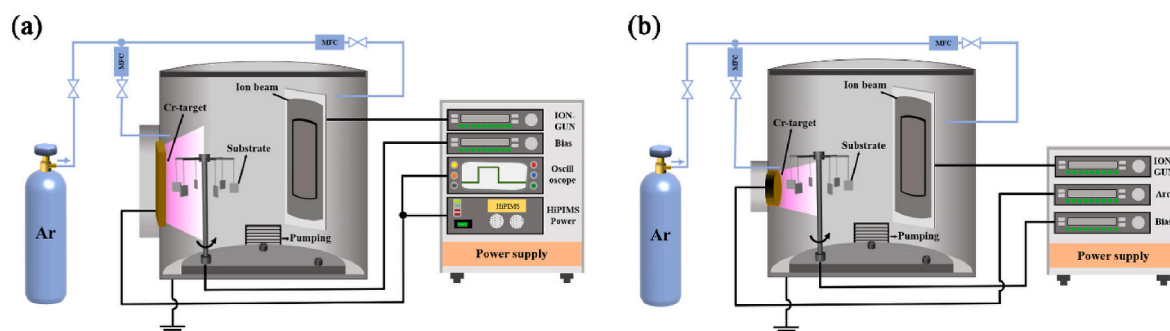 (a)
MFC
MFC
Ion beam
Cr-target
Substrate
Ar
Pumping
ION-
GUN
Bias
Oscill
oscope
HiPIMS
HiPIMS
Power
Power supply
(b)
MFC
MFC
Ion beam
Cr-target
Substrate
Ar
Pumping
ION-
GUN
Arc
Bias
Power supply